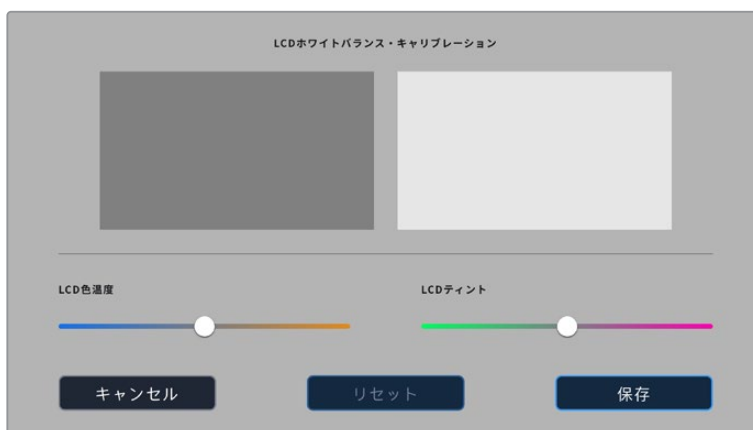 LCDホワイトバランス・キャリブレーション
LCD色温度
LCDティント
キャンセル
リセット
保存